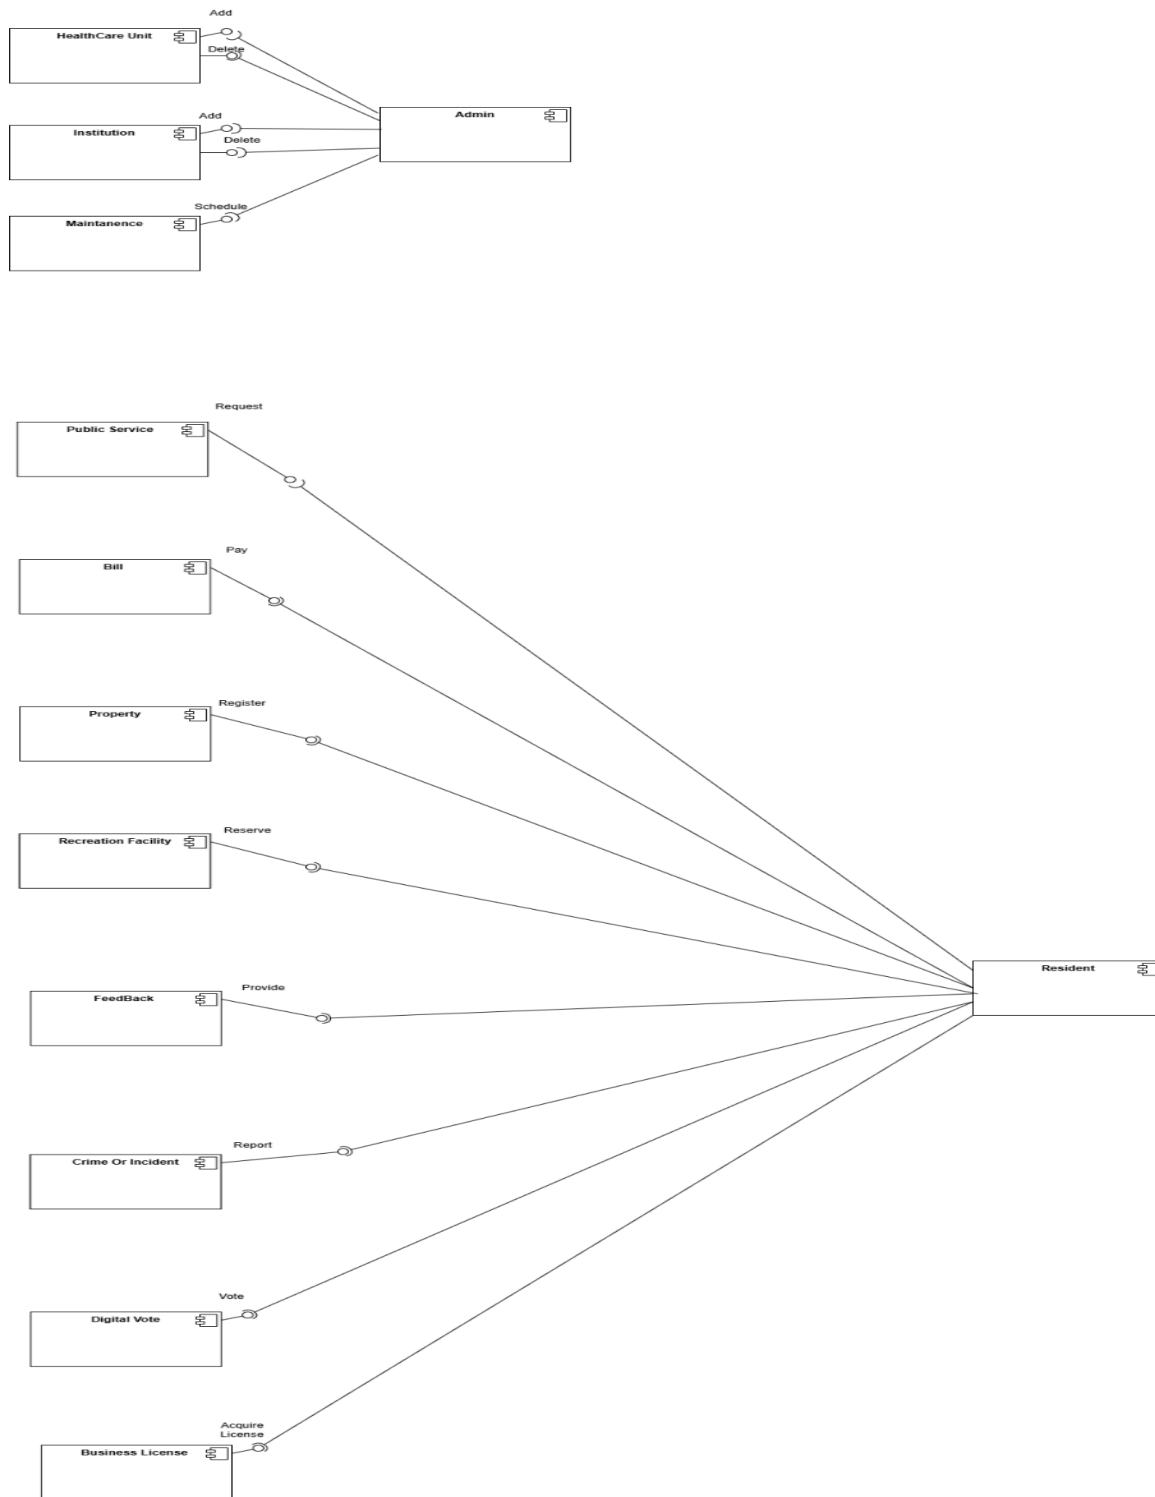 Add
HealthCare Unit
Delete
Add
Admin
Institution
Delete
Schedule
Maintanence
Request
Public Service
Pay
Bill
Register
Property
Reserve
Recreation Facility
Resident
Provide
FeedBack
Report
Crime Or Incident
Vote
Digital Vote
Acquire
License
Business License